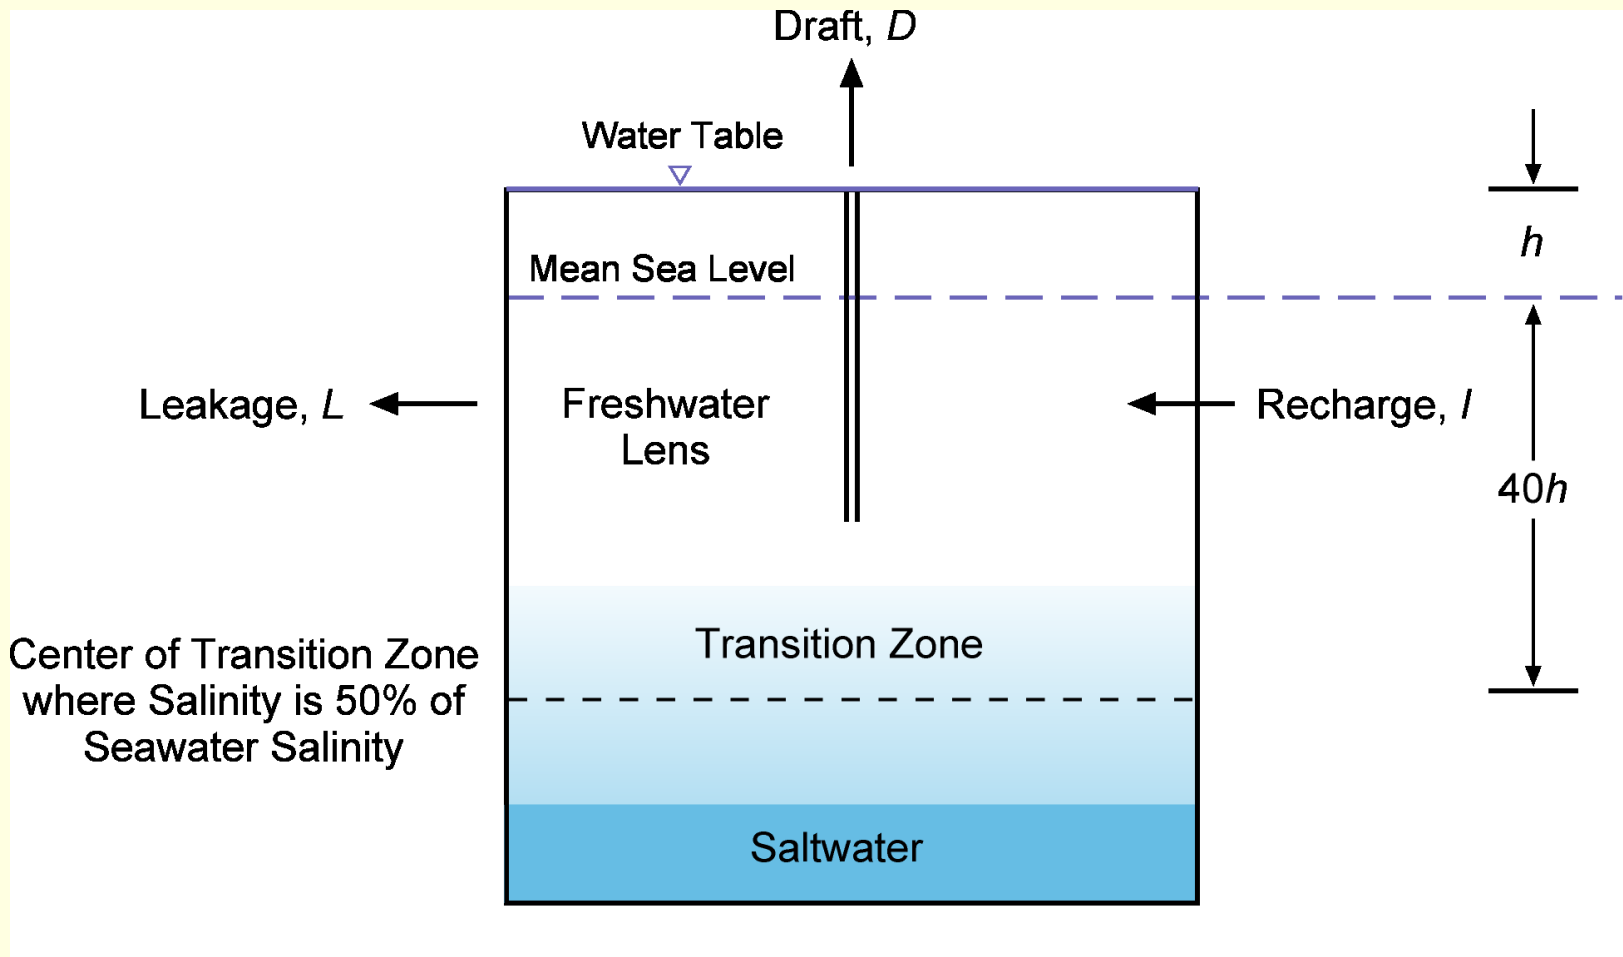 Draft, D
Water Table
h
Mean Sea Level
Leakage, L
Freshwater
Lens
Recharge, I
40h
Center of Transition Zone
where Salinity is 50% of
Seawater Salinity
Transition Zone
Saltwater